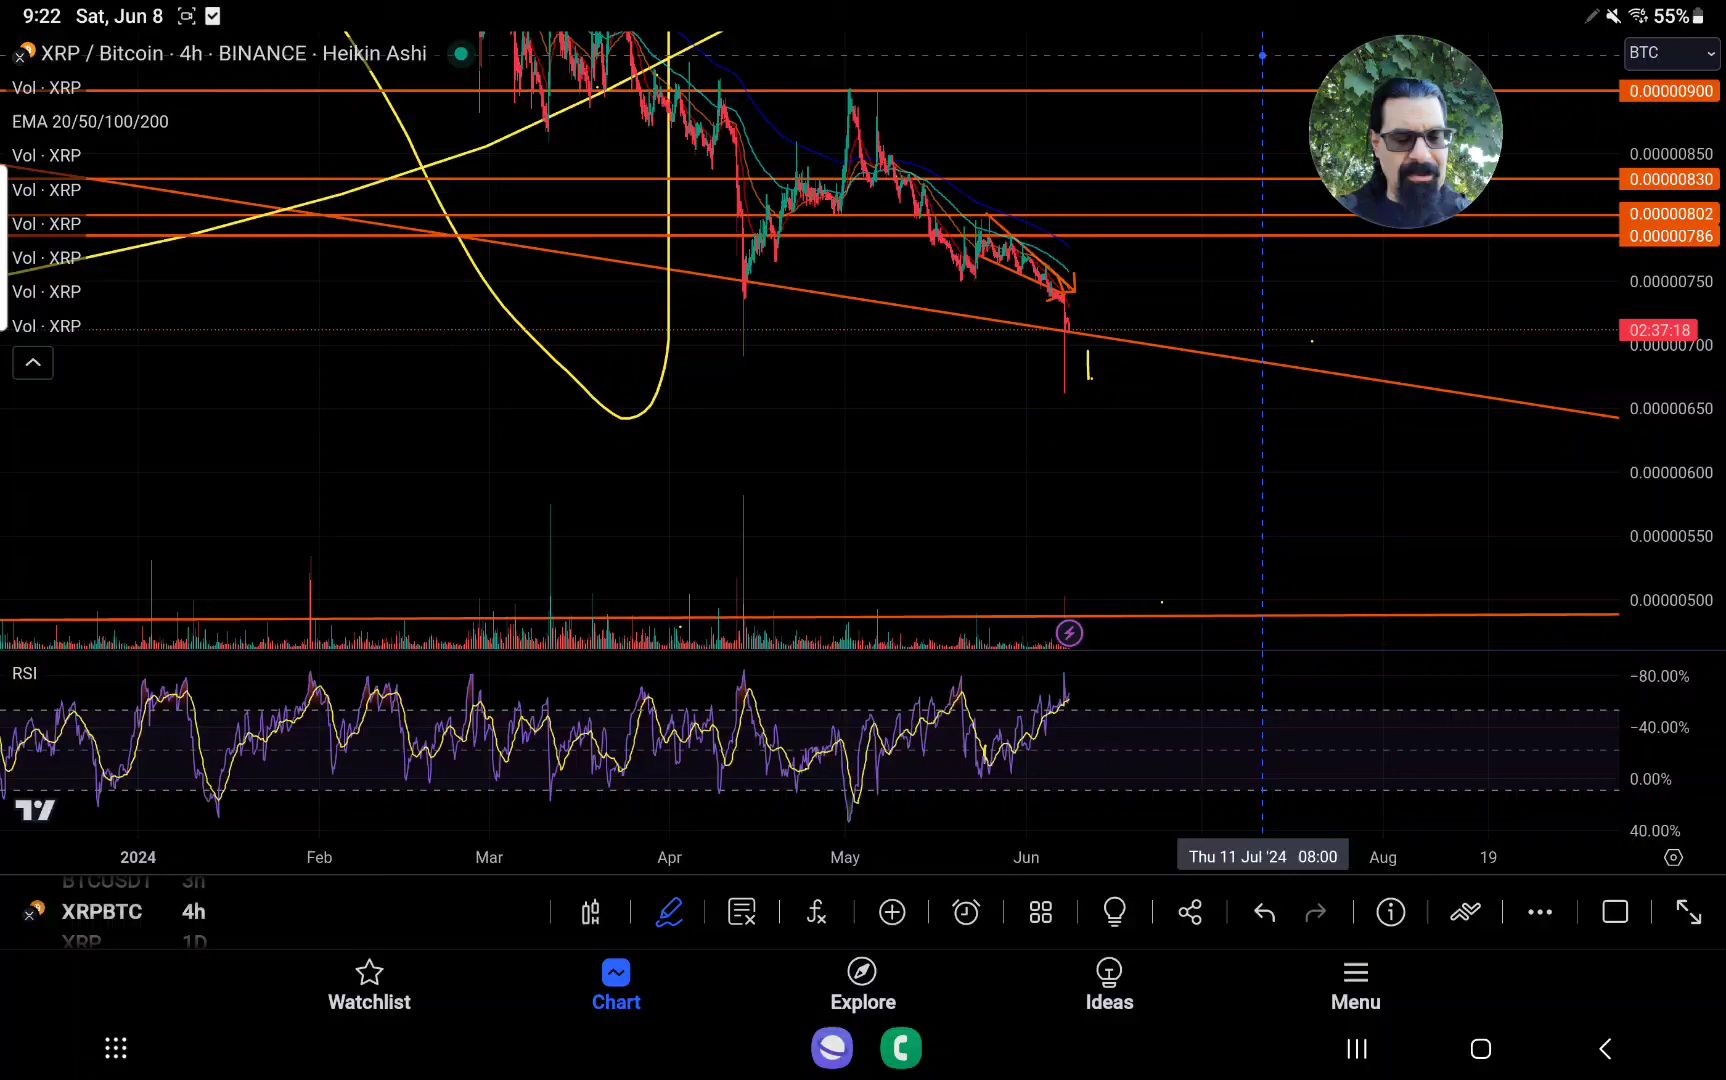 9:22 Sat, Jun 8 55%
XRP / Bitcoin · 4h · BINANCE · Heikin Ashi
BTC
Vol · XRP
EMA 20/50/100/200
Vol · XRP
Vol · XRP
Vol · XRP
Vol · XRP
Vol · XRP
Vol · XRP
0.00000900
0.00000850
0.00000830
0.00000802
0.00000786
0.00000750
02:37:18
0.00000700
0.00000650
0.00000600
0.00000550
0.00000500
RSI
−80.00%
−40.00%
0.00%
40.00%
2024 Feb Mar Apr May Jun Thu 11 Jul '24 08:00 Aug 19
BTCUSDT 3h
XRPBTC 4h
XRP 1D
Watchlist Chart Explore Ideas Menu